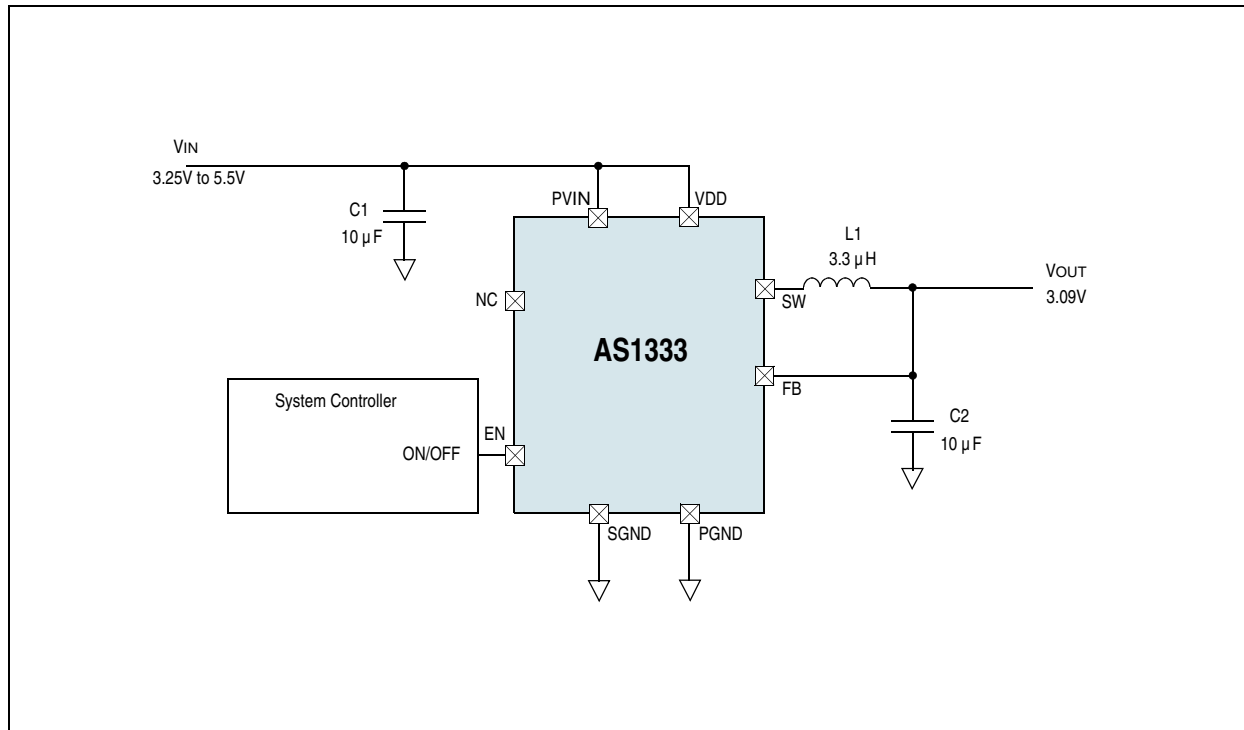 VIN
3.25V to 5.5V
PVIN
VDD
C1
10 µF
L1
3.3 µH
VOUT
3.09V
NC
SW
AS1333
FB
System Controller
C2
10 µF
EN
ON/OFF
SGND
PGND